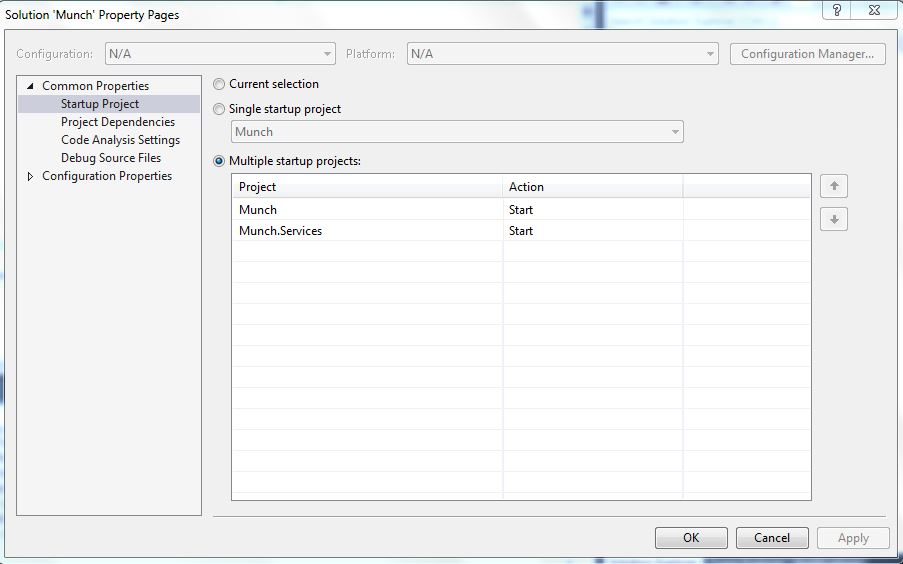 Solution 'Munch' Property Pages
Configuration: N/A Platform: N/A Configuration Manager...
Common Properties
Startup Project
Project Dependencies
Code Analysis Settings
Debug Source Files
Configuration Properties
Current selection
Single startup project
Munch
Multiple startup projects:
Project Action
Munch Start
Munch.Services Start
OK Cancel Apply